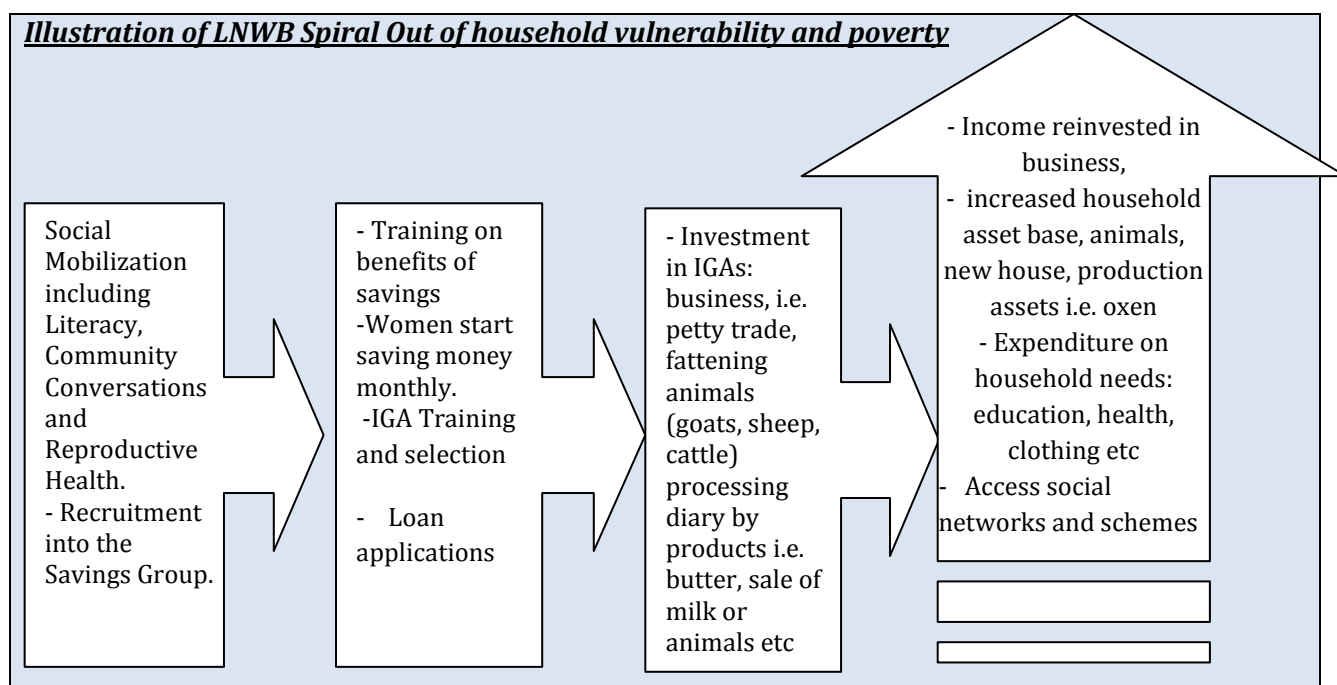 Illustration of LNWB Spiral Out of household vulnerability and poverty
Social
Mobilization
including
Literacy,
Community
Conversations
and
Reproductive
Health.
- Recruitment
into the
Savings Group.
- Training on
benefits of
savings
-Women start
saving money
monthly.
-IGA Training
and selection
- Loan
applications
- Investment
in IGAs:
business, i.e.
petty trade,
fattening
animals
(goats, sheep,
cattle)
processing
diary by
products i.e.
butter, sale of
milk or
animals etc
- Income reinvested in
business,
- increased household
asset base, animals,
new house, production
assets i.e. oxen
- Expenditure on
household needs:
education, health,
clothing etc
- Access social
networks and schemes